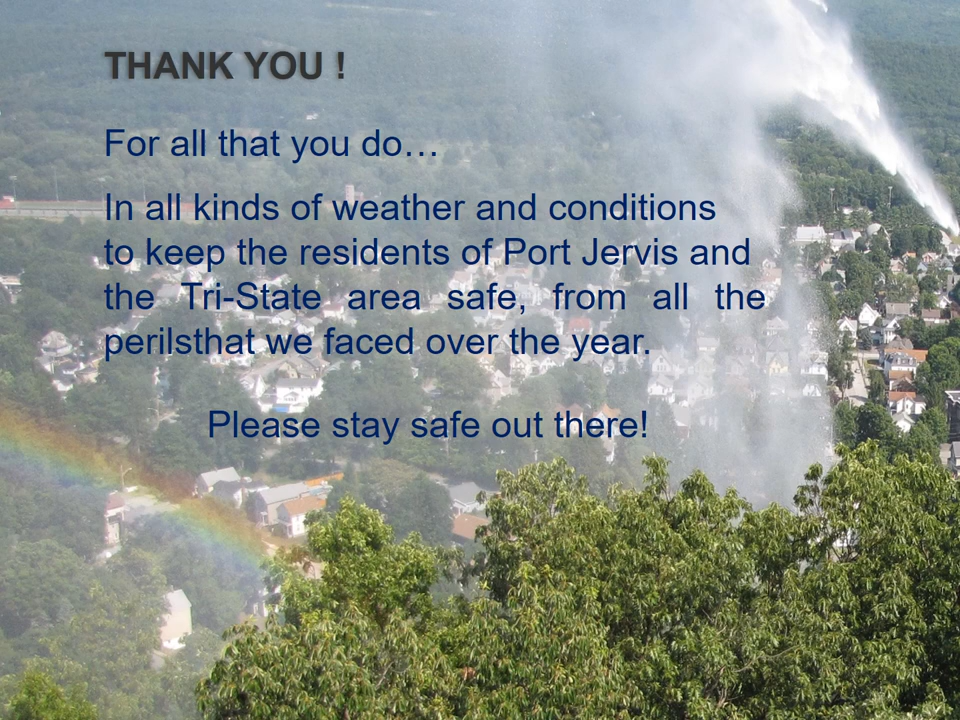 THANK YOU !
For all that you do…
In all kinds of weather and conditions
to keep the residents of Port Jervis and
the Tri-State area safe, from all the
perilsthat we faced over the year.
Please stay safe out there!